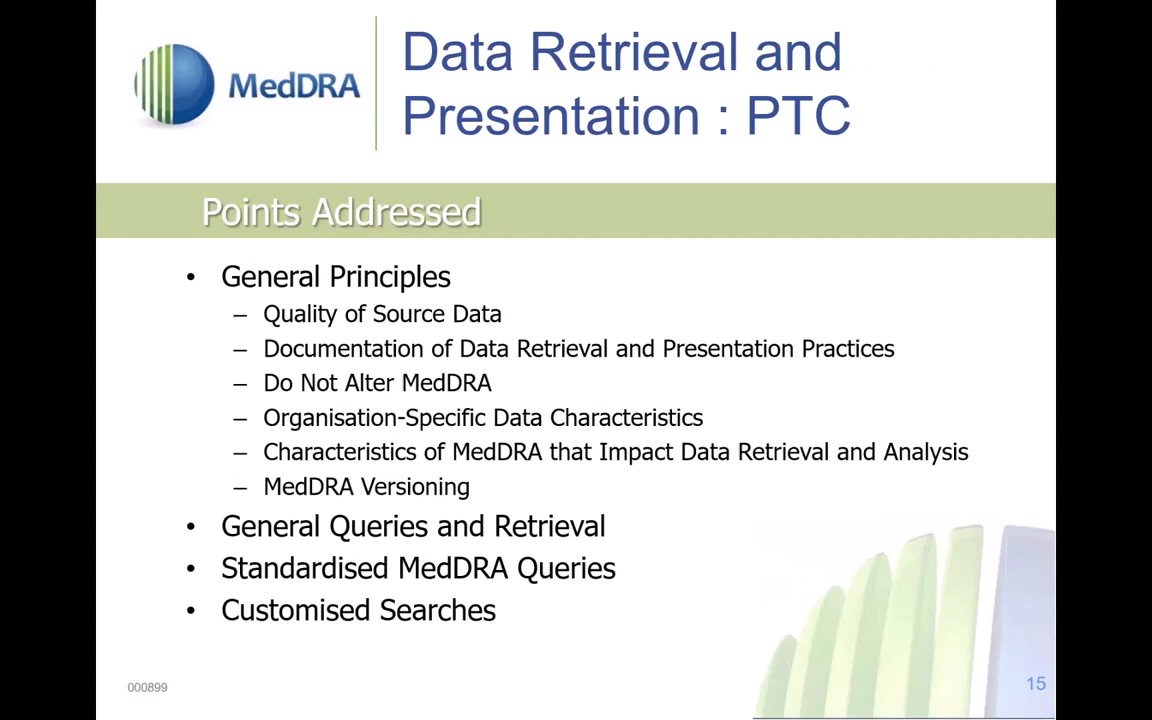 MedDRA
Data Retrieval and
Presentation : PTC
Points Addressed
• General Principles
– Quality of Source Data
– Documentation of Data Retrieval and Presentation Practices
– Do Not Alter MedDRA
– Organisation-Specific Data Characteristics
– Characteristics of MedDRA that Impact Data Retrieval and Analysis
– MedDRA Versioning
• General Queries and Retrieval
• Standardised MedDRA Queries
• Customised Searches
000899
15